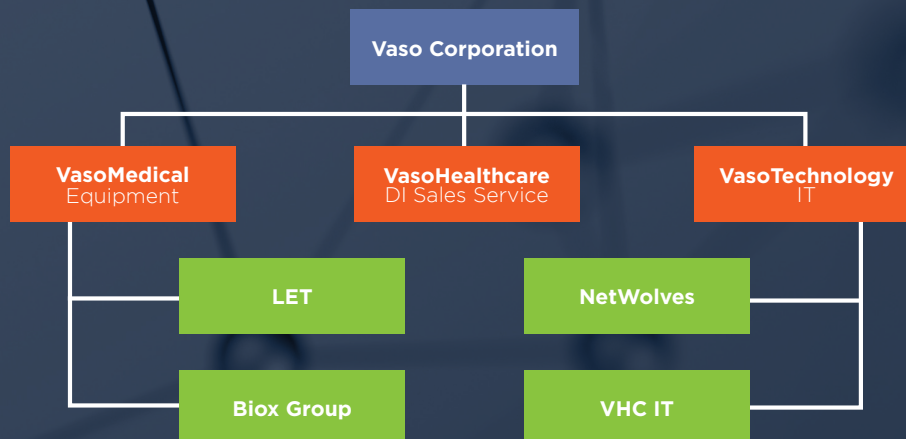 Vaso Corporation
VasoMedical
Equipment
VasoHealthcare
DI Sales Service
VasoTechnology
IT
LET
NetWolves
Biox Group
VHC IT